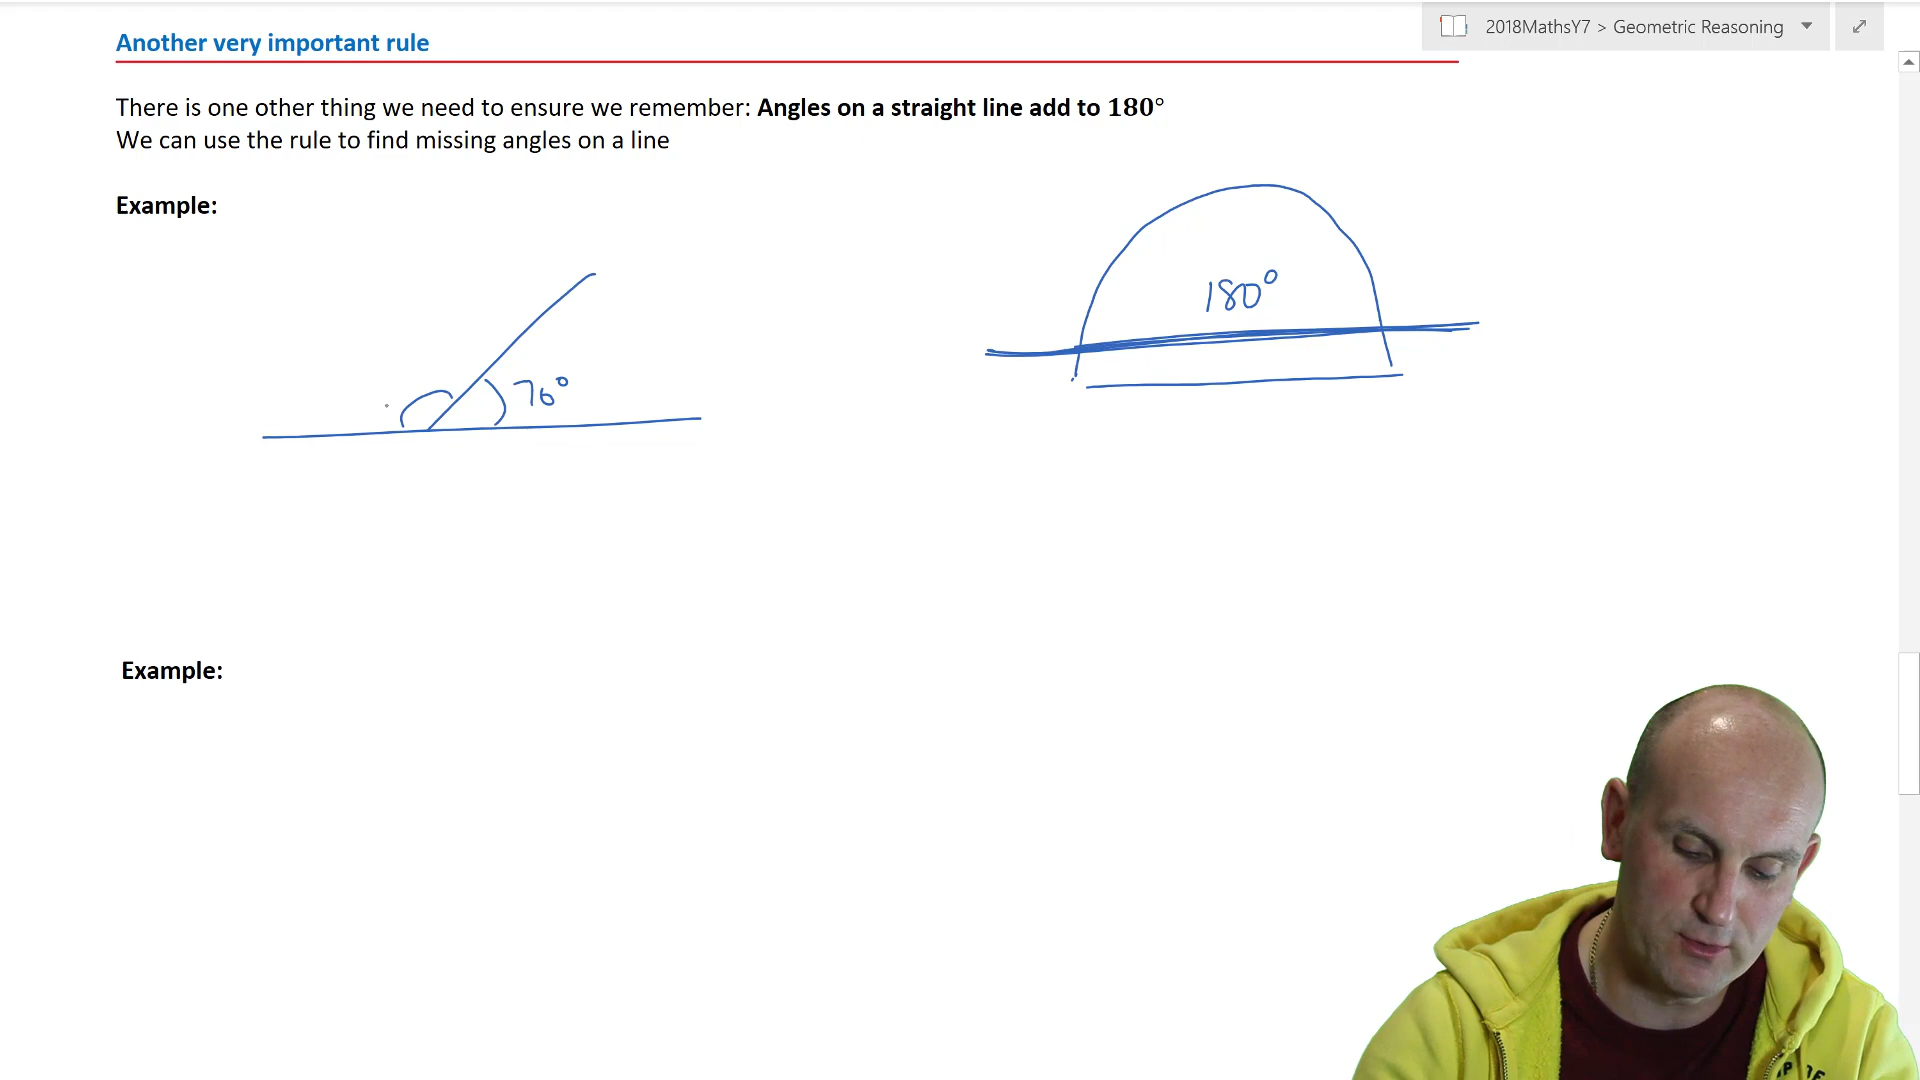 Another very important rule
2018MathsY7 > Geometric Reasoning
There is one other thing we need to ensure we remember: Angles on a straight line add to 180°
We can use the rule to find missing angles on a line
Example:
180°
76°
Example: